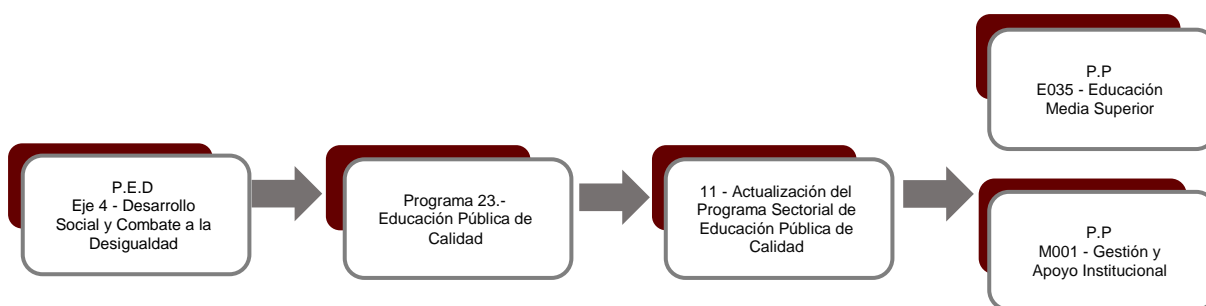 P.E.D
Eje 4 - Desarrollo
Social y Combate a la
Desigualdad
Programa 23.-
Educación Pública de
Calidad
11 - Actualización del
Programa Sectorial de
Educación Pública de
Calidad
P.P
E035 - Educación
Media Superior
P.P
M001 - Gestión y
Apoyo Institucional